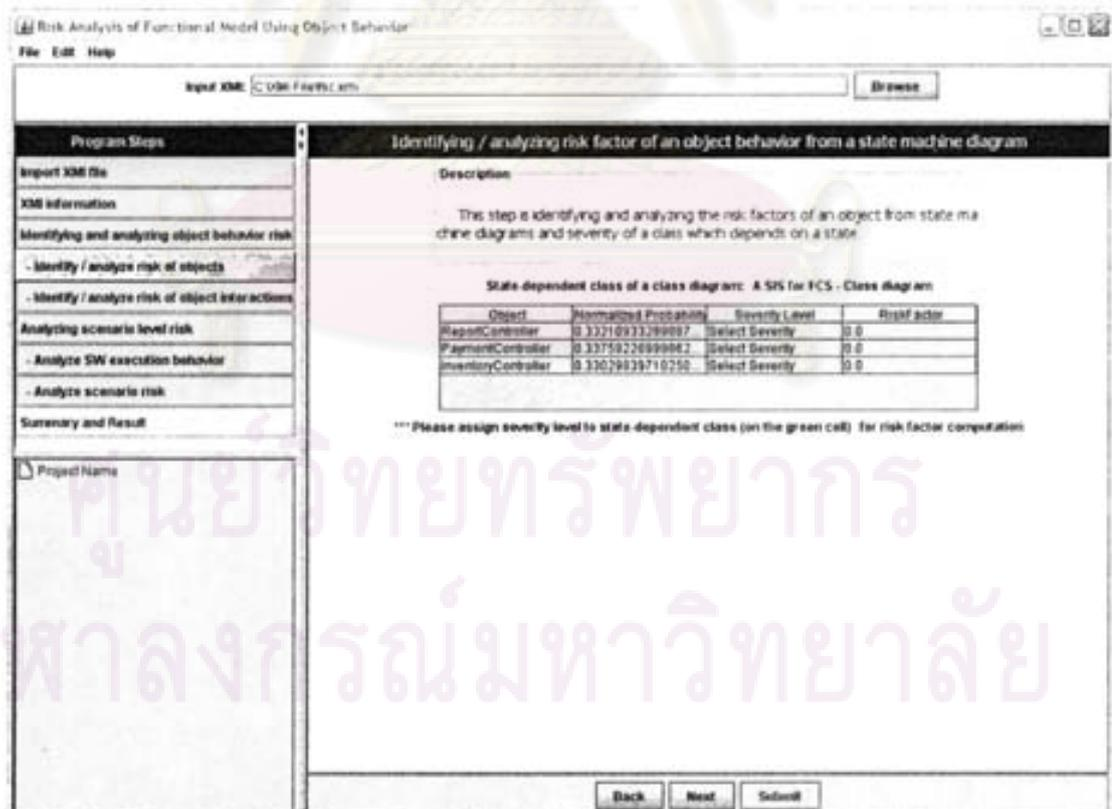 Risk Analysis of Functional Model Using Object Behavior
File Edit Help
Input XMI:
Browse
Program Steps
Import XMI file
XMI information
Identifying and analyzing object behavior risk
- Identify / analyze risk of objects
- Identify / analyze risk of object interactions
Analyzing scenario level risk
- Analyze SW execution behavior
- Analyze scenario risk
Summary and Result
Project Name
Identifying / analyzing risk factor of an object behavior from a state machine diagram
Description
This step is identifying and analyzing the risk factors of an object from state ma
chine diagrams and severity of a class which depends on a state.
State-dependent class of a class diagram: A SIS for FCS - Class diagram
Object Normalized Probability Severity Level RiskFactor
ReportController Select Severity 0.0
PaymentController Select Severity 0.0
InventoryController Select Severity 0.0
***Please assign severity level to state-dependent class (on the green cell) for risk factor computation
Back Next Submit
ศูนย์วิทยทรัพยากร
จุฬาลงกรณ์มหาวิทยาลัย